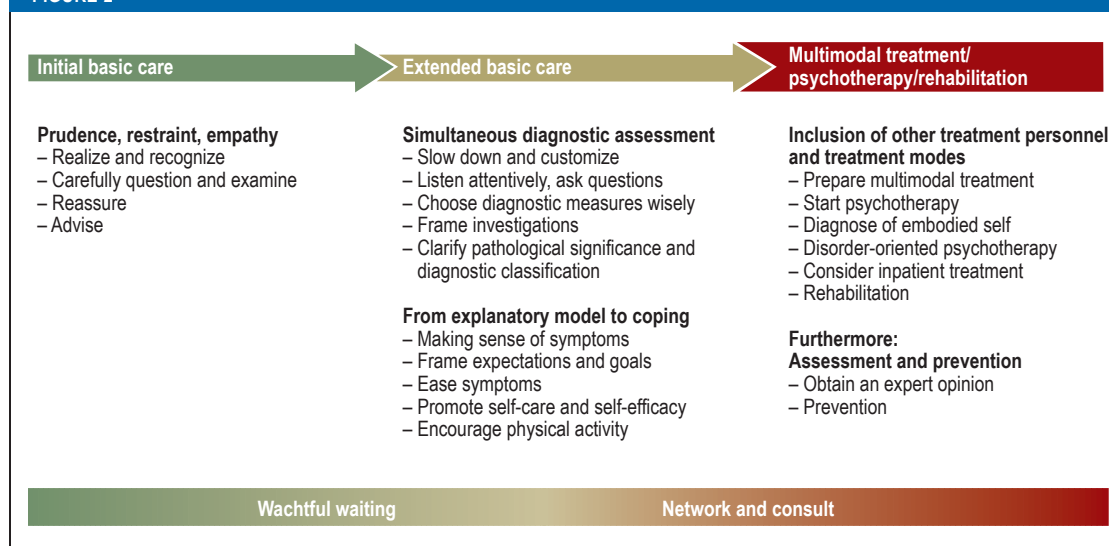 Initial basic care
Extended basic care
Multimodal treatment/
psychotherapy/rehabilitation
Prudence, restraint, empathy
– Realize and recognize
– Carefully question and examine
– Reassure
– Advise
Simultaneous diagnostic assessment
– Slow down and customize
– Listen attentively, ask questions
– Choose diagnostic measures wisely
– Frame investigations
– Clarify pathological significance and
diagnostic classification
From explanatory model to coping
– Making sense of symptoms
– Frame expectations and goals
– Ease symptoms
– Promote self-care and self-efficacy
– Encourage physical activity
Inclusion of other treatment personnel
and treatment modes
– Prepare multimodal treatment
– Start psychotherapy
– Diagnose of embodied self
– Disorder-oriented psychotherapy
– Consider inpatient treatment
– Rehabilitation
Furthermore:
Assessment and prevention
– Obtain an expert opinion
– Prevention
Wachtful waiting
Network and consult